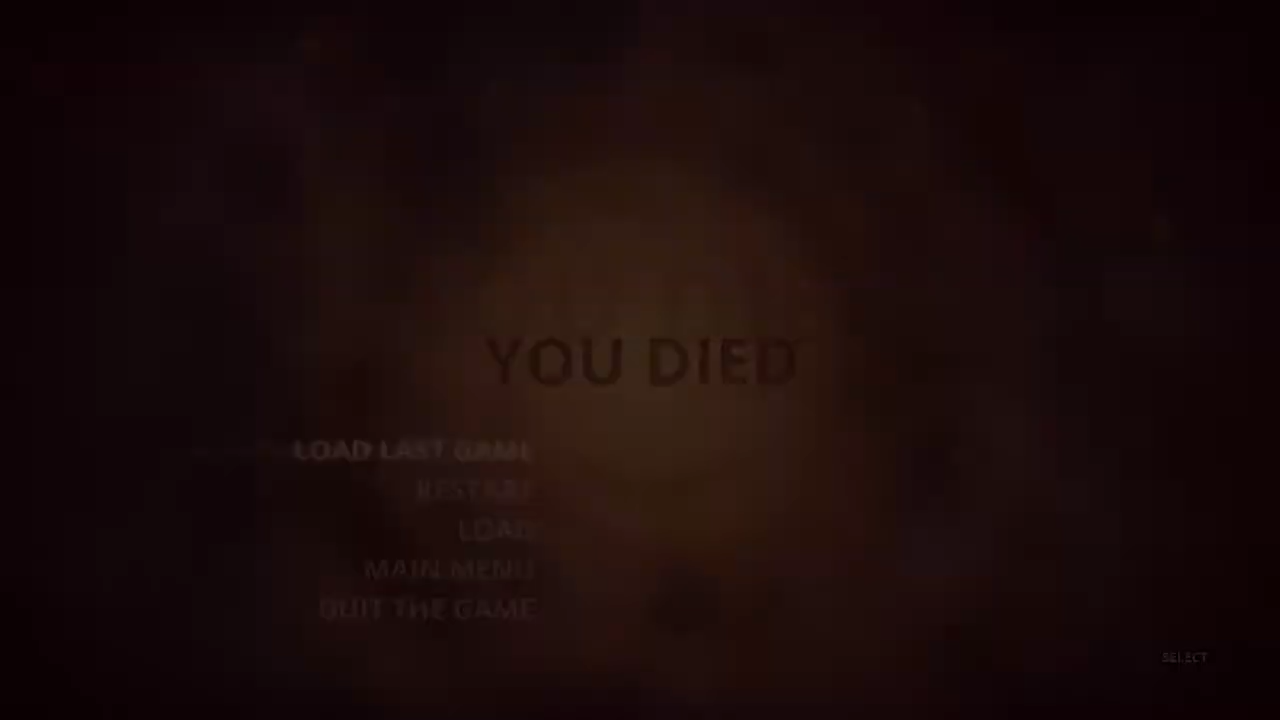 YOU DIED
LOAD LAST GAME
RESTART
LOAD
MAIN MENU
QUIT THE GAME
SELECT